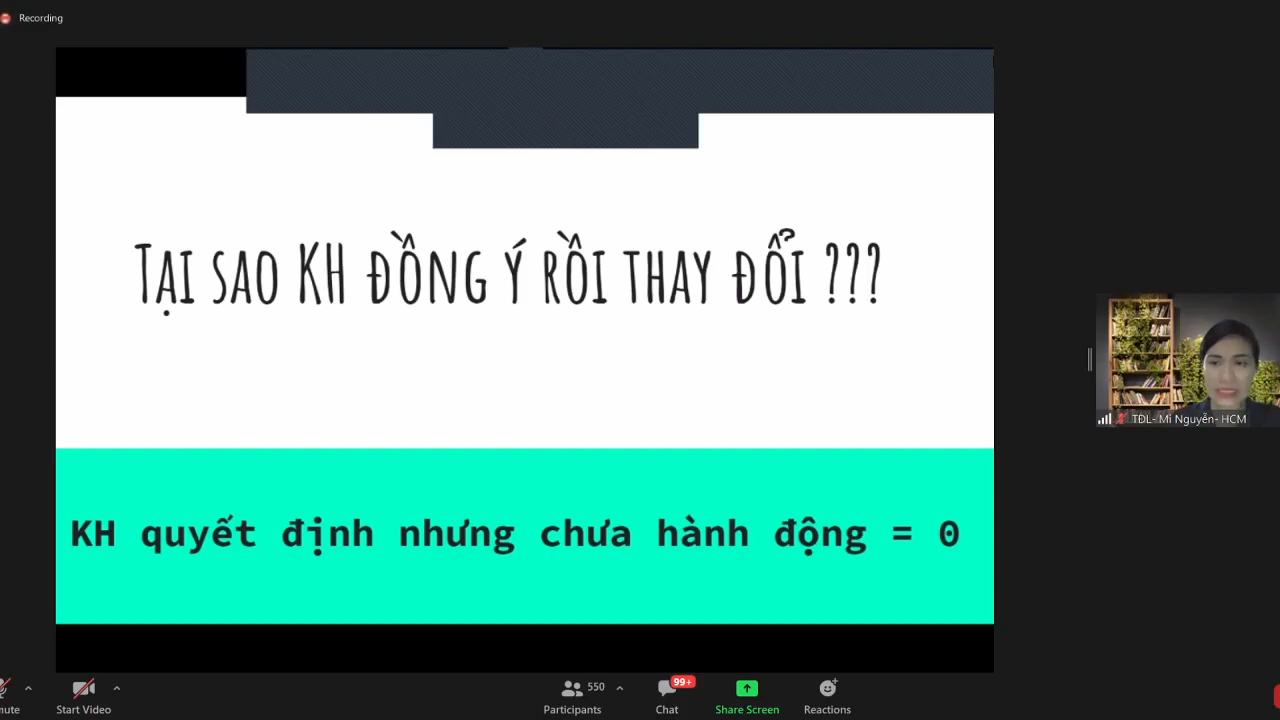 Recording
TẠI SAO KH ĐỒNG Ý RỒI THAY ĐỔI ???
KH quyết định nhưng chưa hành động = 0
TĐL- Mi Nguyễn- HCM
mute
Start Video
550
Participants
99+
Chat
Share Screen
Reactions